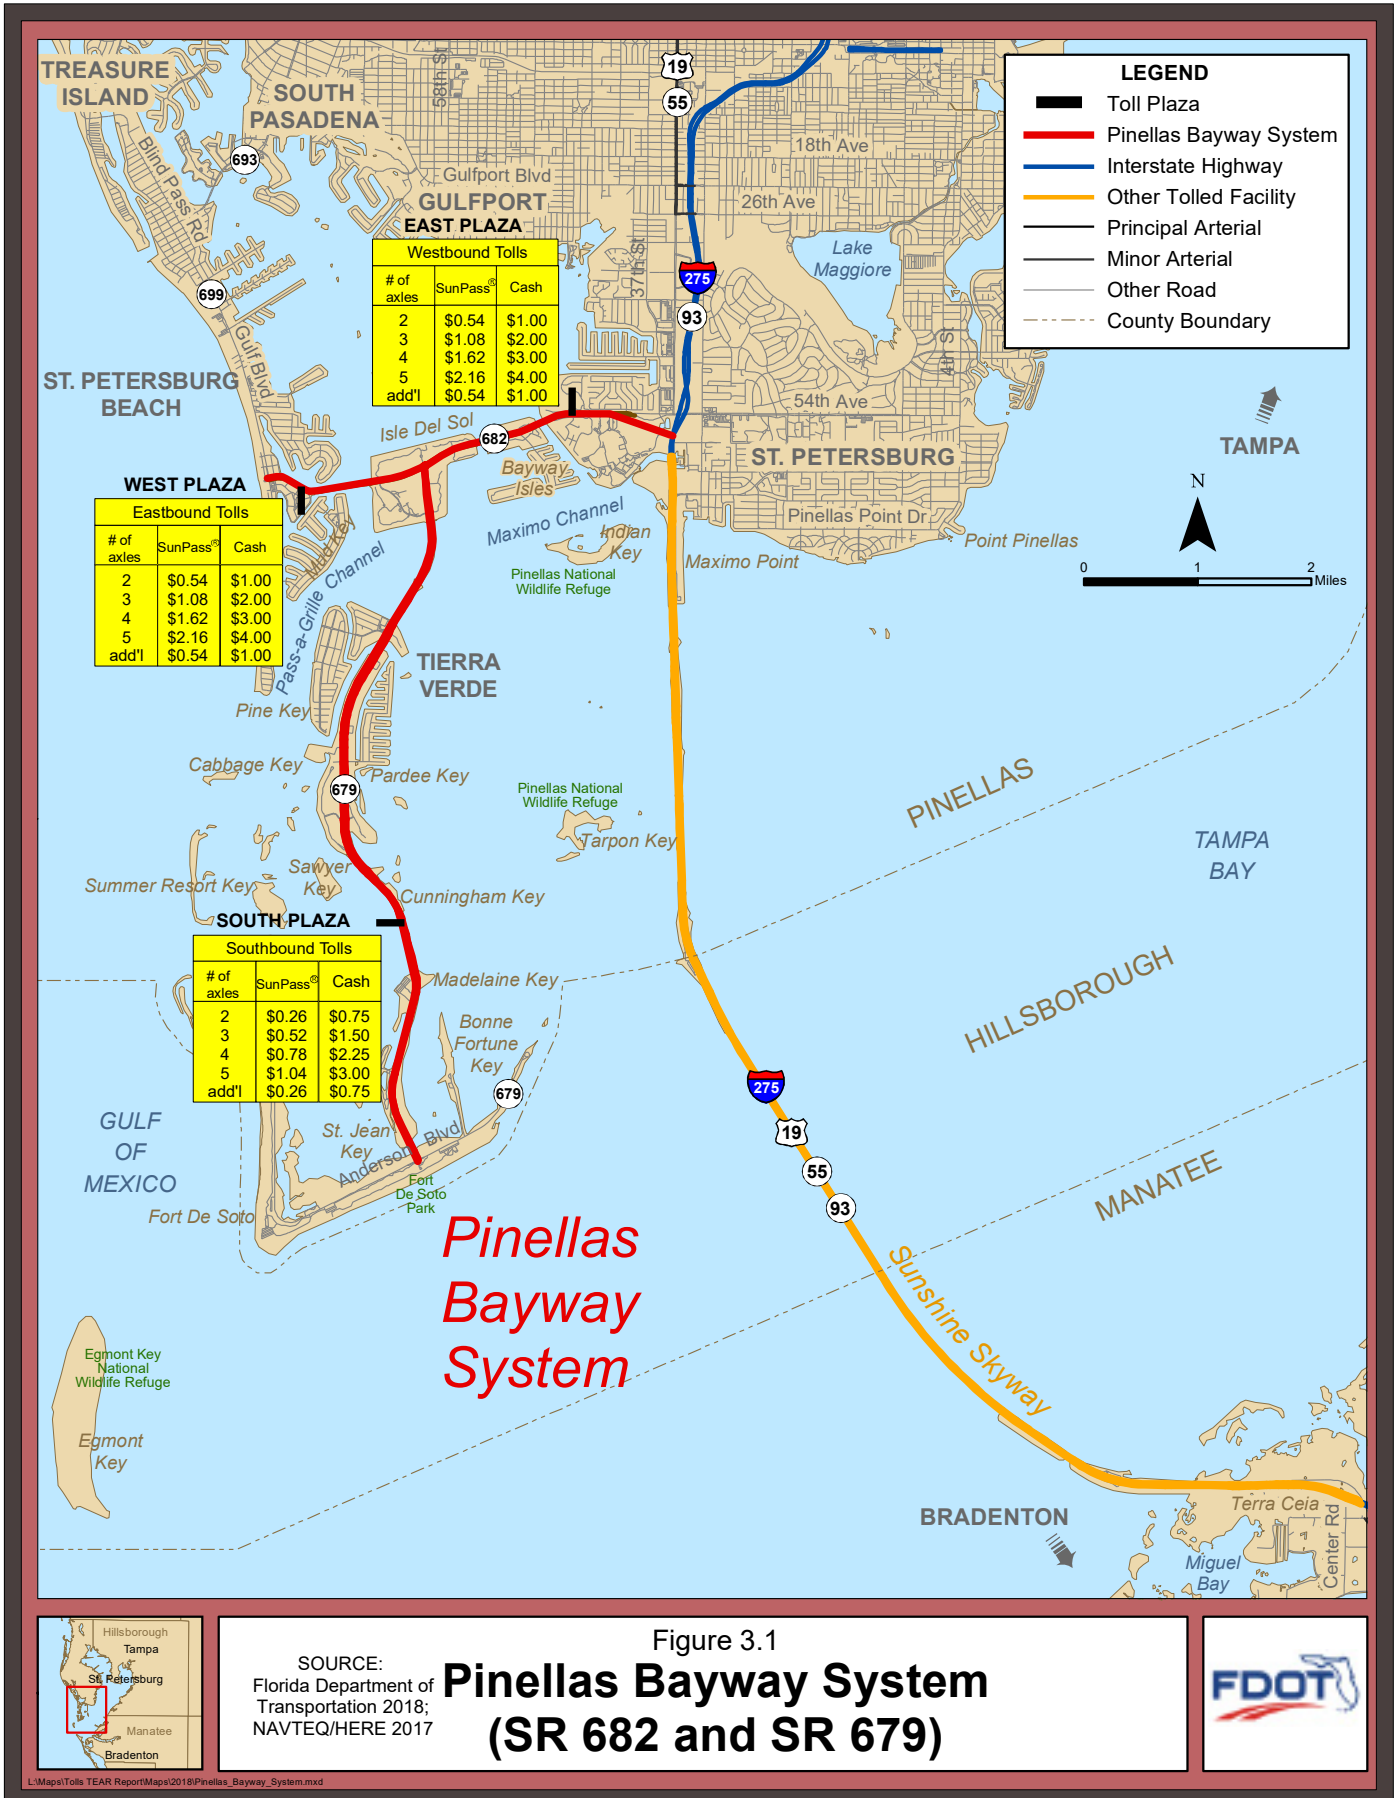 TREASURE
ISLAND
SOUTH
PASADENA
58th St
19
55
693
Blind Pass Rd
Gulfport Blvd
GULFPORT
18th Ave
26th Ave
37th St
Lake
Maggiore
275
93
4th St
54th Ave
699
Gulf Blvd
ST. PETERSBURG
BEACH
LEGEND
Toll Plaza
Pinellas Bayway System
Interstate Highway
Other Tolled Facility
Principal Arterial
Minor Arterial
Other Road
County Boundary
EAST PLAZA
Westbound Tolls
# of axles SunPass® Cash
2 $0.54 $1.00
3 $1.08 $2.00
4 $1.62 $3.00
5 $2.16 $4.00
add'l $0.54 $1.00
TAMPA
Isle Del Sol
682
Bayway
Isles
ST. PETERSBURG
WEST PLAZA
Eastbound Tolls
# of axles SunPass® Cash
2 $0.54 $1.00
3 $1.08 $2.00
4 $1.62 $3.00
5 $2.16 $4.00
add'l $0.54 $1.00
Mud Key
Pass-a-Grille Channel
Maximo Channel
Indian
Key
Pinellas National
Wildlife Refuge
Maximo Point
Pinellas Point Dr
Point Pinellas
N
0 1 2
Miles
TIERRA
VERDE
Pine Key
Cabbage Key
Pardee Key
679
Pinellas National
Wildlife Refuge
Tarpon Key
PINELLAS
TAMPA
BAY
Summer Resort Key
Sawyer
Key
Cunningham Key
SOUTH PLAZA
Southbound Tolls
# of axles SunPass® Cash
2 $0.26 $0.75
3 $0.52 $1.50
4 $0.78 $2.25
5 $1.04 $3.00
add'l $0.26 $0.75
Madelaine Key
Bonne
Fortune
Key
679
HILLSBOROUGH
275
19
55
93
MANATEE
GULF
OF
MEXICO
St. Jean
Key
Anderson Blvd
Fort
De Soto
Park
Fort De Soto
Pinellas
Bayway
System
Sunshine Skyway
Egmont Key
National
Wildlife Refuge
Egmont
Key
BRADENTON
Terra Ceia
Center Rd
Miguel
Bay
Hillsborough
Tampa
St. Petersburg
Manatee
Bradenton
SOURCE:
Florida Department of
Transportation 2018;
NAVTEQ/HERE 2017
Figure 3.1
Pinellas Bayway System
(SR 682 and SR 679)
FDOT
L:\Maps\Tolls TEAR Report\Maps\2018\Pinellas_Bayway_System.mxd